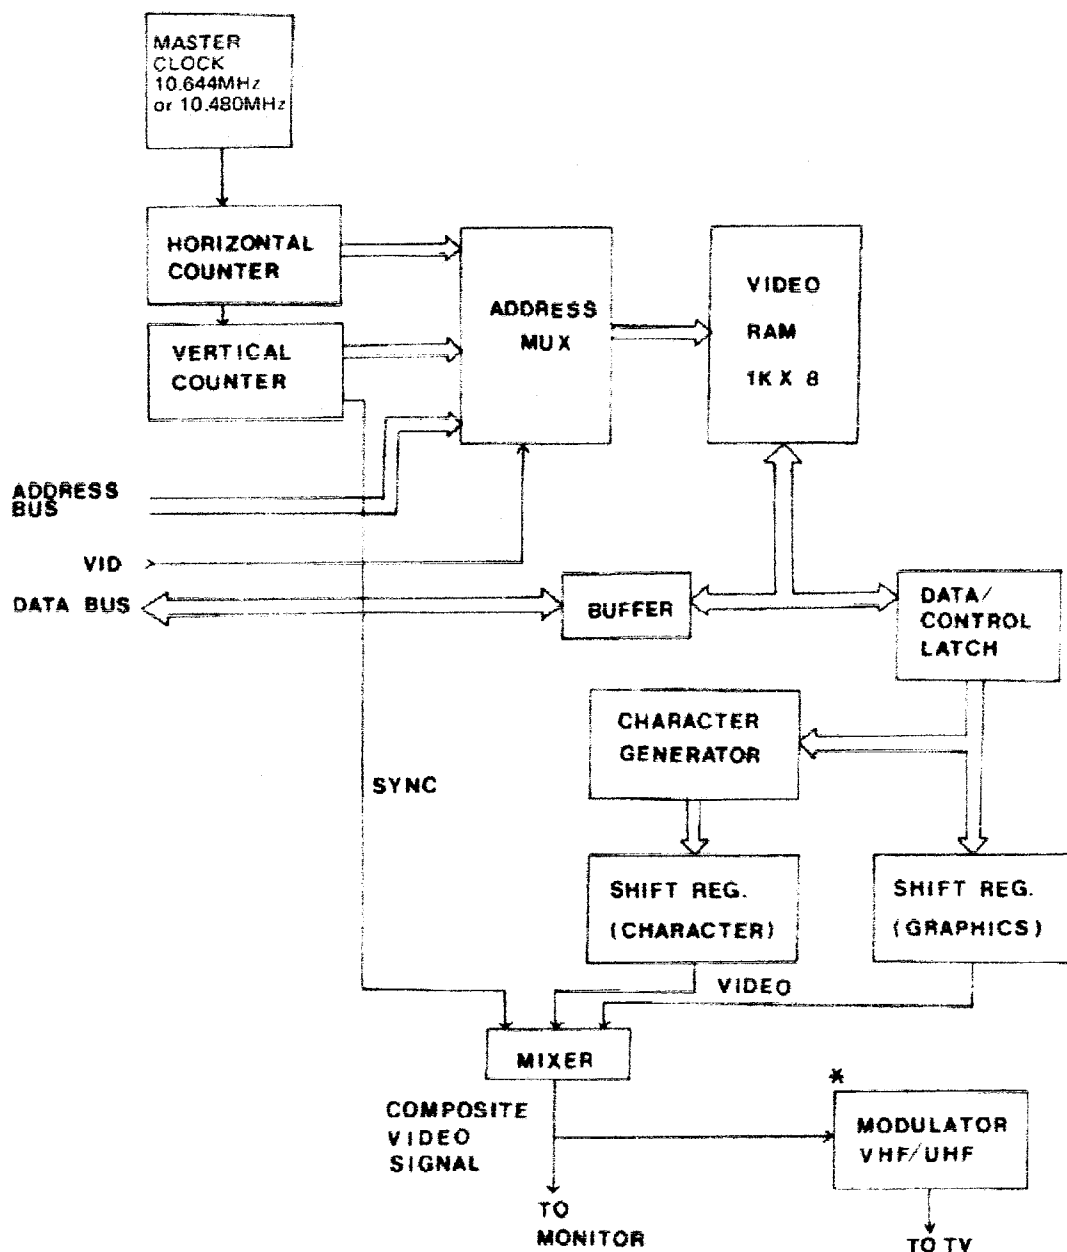 MASTER
CLOCK
10.644MHz
or 10.480MHz
HORIZONTAL
COUNTER
VERTICAL
COUNTER
ADDRESS
MUX
VIDEO
RAM
1K X 8
ADDRESS
BUS
VID
DATA BUS
BUFFER
DATA/
CONTROL
LATCH
CHARACTER
GENERATOR
SYNC
SHIFT REG.
(CHARACTER)
SHIFT REG.
(GRAPHICS)
VIDEO
MIXER
*
COMPOSITE
VIDEO
SIGNAL
MODULATOR
VHF/UHF
TO
MONITOR
TO TV